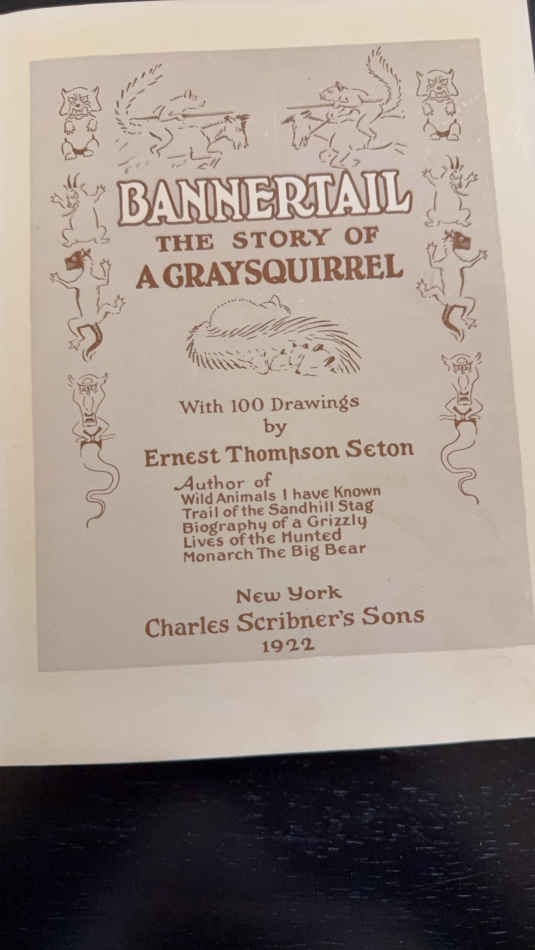 BANNERTAIL
THE STORY OF
A GRAYSQUIRREL
With 100 Drawings
by
Ernest Thompson Seton
Author of
Wild Animals I have Known
Trail of the Sandhill Stag
Biography of a Grizzly
Lives of the Hunted
Monarch The Big Bear
New York
Charles Scribner's Sons
1922